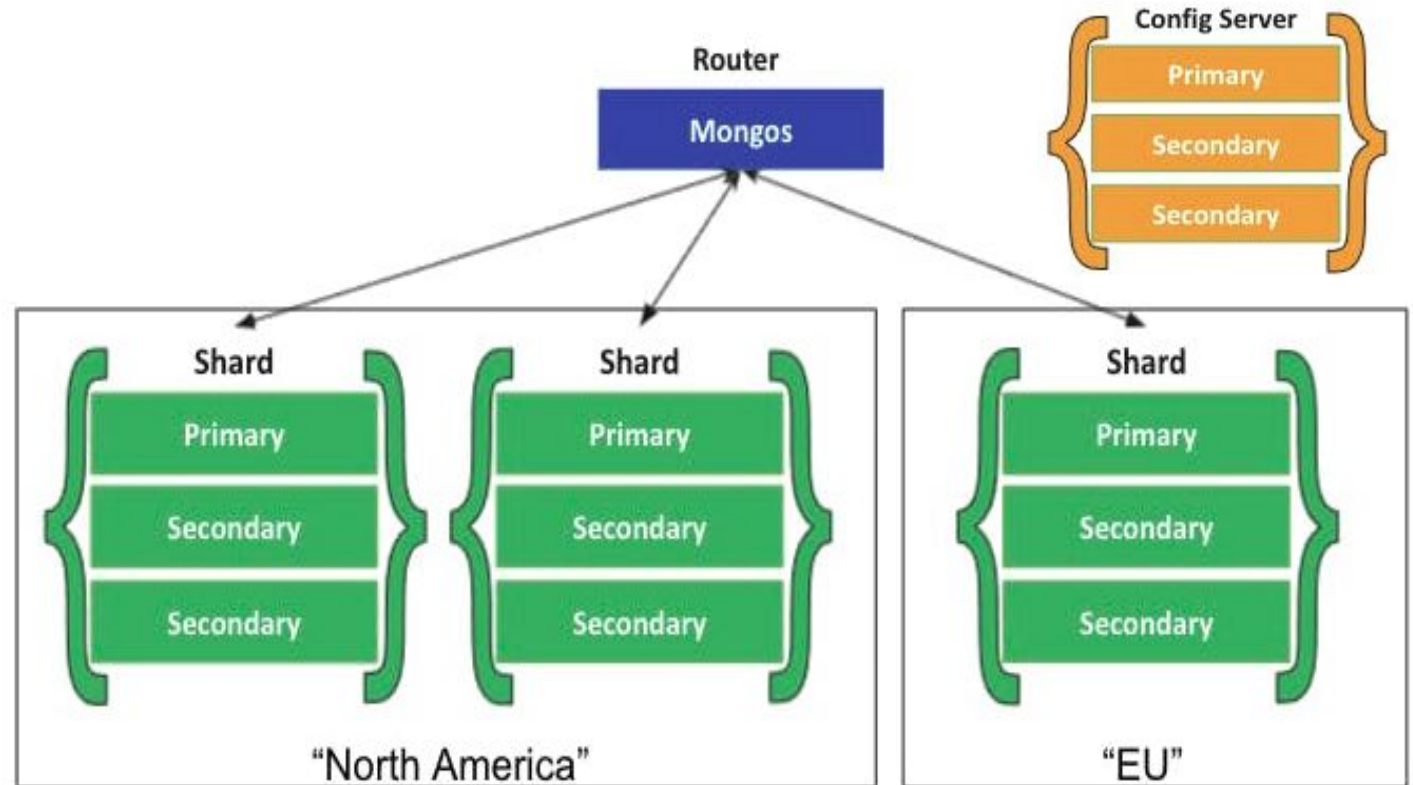 Config Server
Primary
Secondary
Secondary
Router
Mongos
Shard
Primary
Secondary
Secondary
Shard
Primary
Secondary
Secondary
“North America”
Shard
Primary
Secondary
Secondary
“EU”